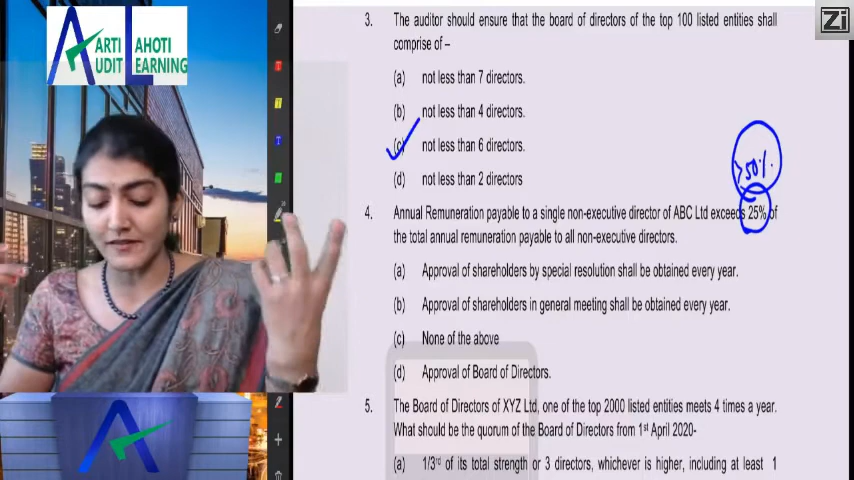 ARTI LAHOTI
AUDIT LEARNING
Zi
3. The auditor should ensure that the board of directors of the top 100 listed entities shall
comprise of –
(a) not less than 7 directors.
(b) not less than 4 directors.
(c) not less than 6 directors.
(d) not less than 2 directors
>50%.
4. Annual Remuneration payable to a single non-executive director of ABC Ltd exceeds 25% of
the total annual remuneration payable to all non-executive directors.
(a) Approval of shareholders by special resolution shall be obtained every year.
(b) Approval of shareholders in general meeting shall be obtained every year.
(c) None of the above
(d) Approval of Board of Directors.
5. The Board of Directors of XYZ Ltd, one of the top 2000 listed entities meets 4 times a year.
What should be the quorum of the Board of Directors from 1st April 2020-
(a) 1/3rd of its total strength or 3 directors, whichever is higher, including at least 1